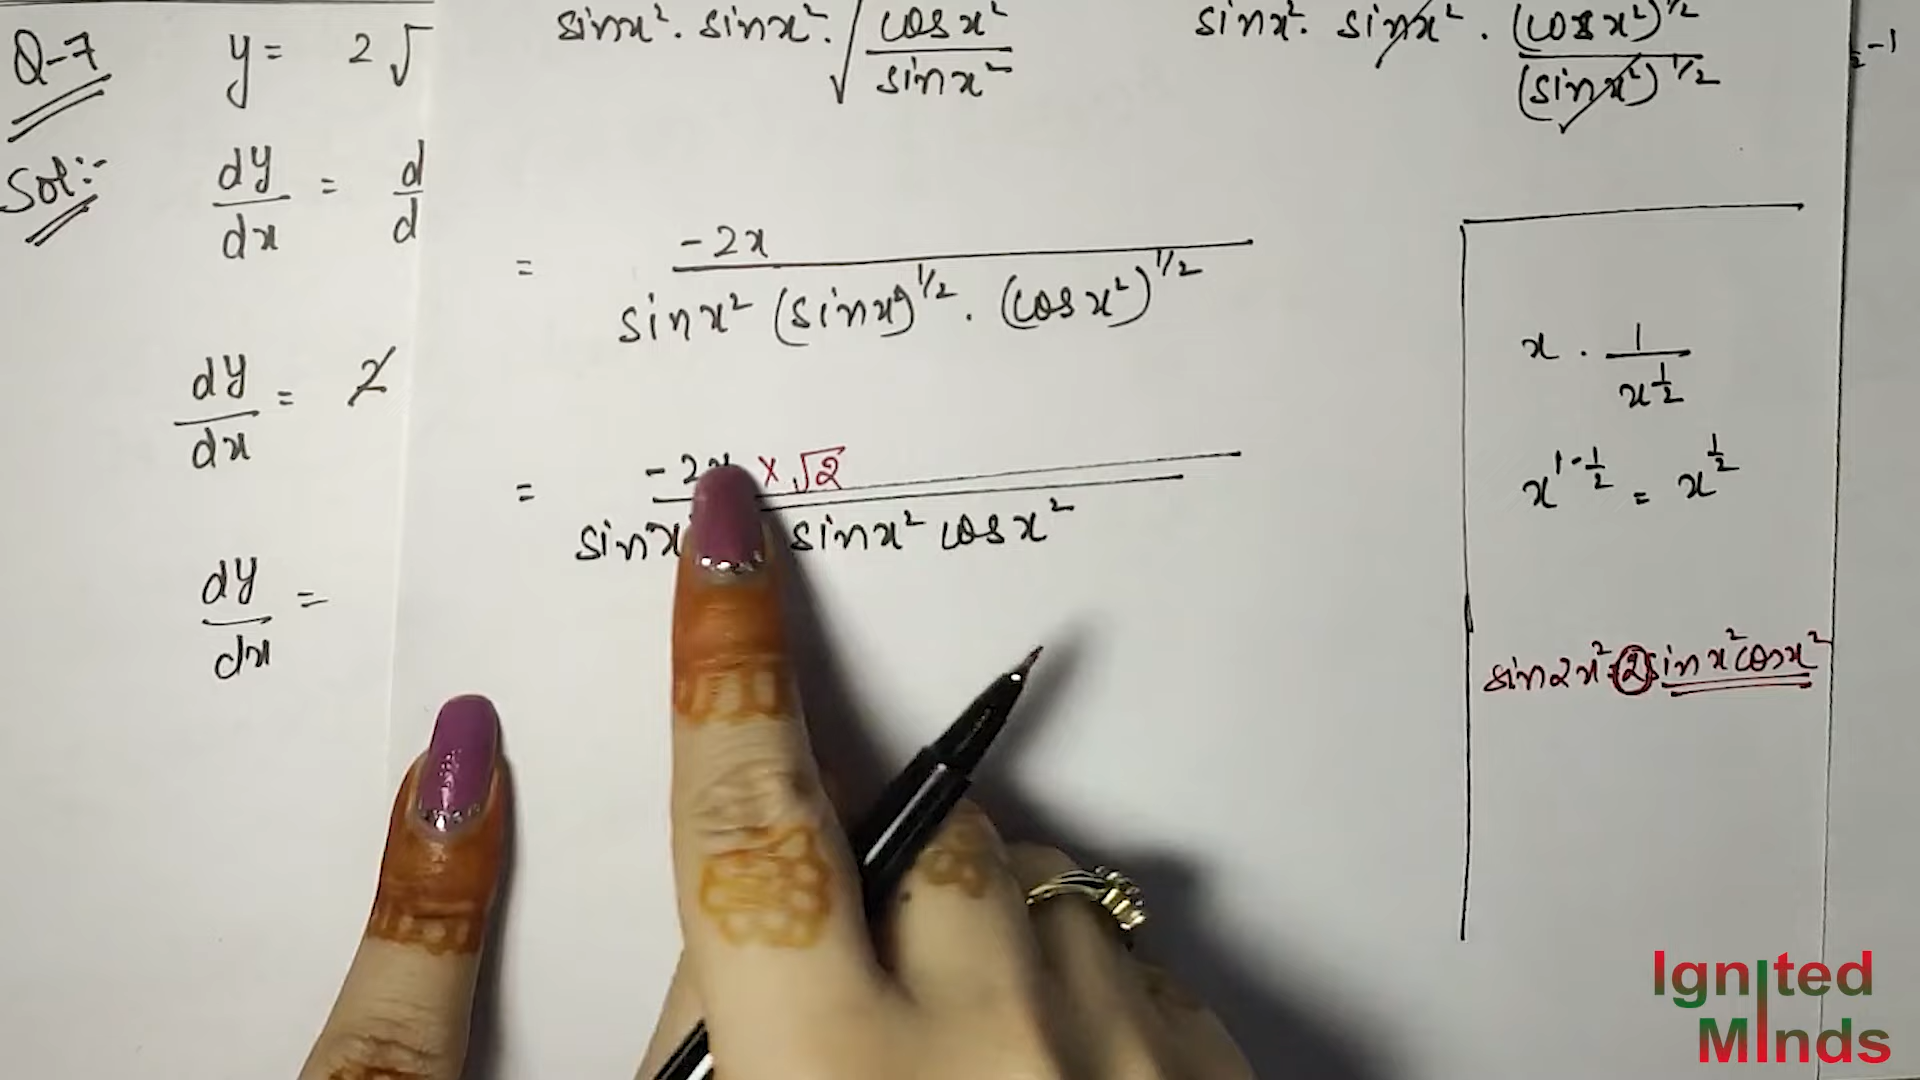 Q-7 y = 2√
Sol:- dy/dx = d/d
dy/dx = 2
dy/dx =
sinx² · sinx² · √(cosx²/sinx²)
sinx² · sinx² · (cosx²)^1/2 / (sinx²)^1/2
-1
= -2x / sinx² (sinx²)^1/2 · (cosx²)^1/2
= -2x × √2 / sinx sinx² cosx²
x · 1/x^1/2
x^1-1/2 = x^1/2
sin2x² = 2 sinx² cosx²
Ignited
Minds